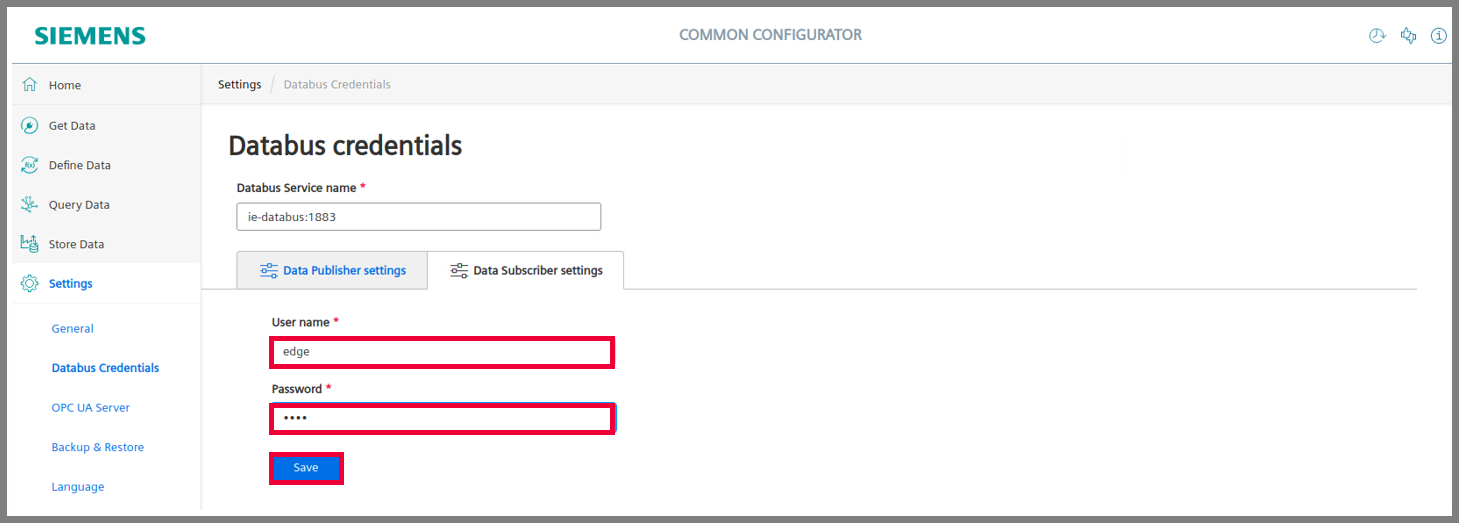 SIEMENS
COMMON CONFIGURATOR
Home
Get Data
Define Data
Query Data
Store Data
Settings
General
Databus Credentials
OPC UA Server
Backup & Restore
Language
Settings / Databus Credentials
Databus credentials
Databus Service name *
ie-databus:1883
Data Publisher settings
Data Subscriber settings
User name *
edge
Password *
••••
Save